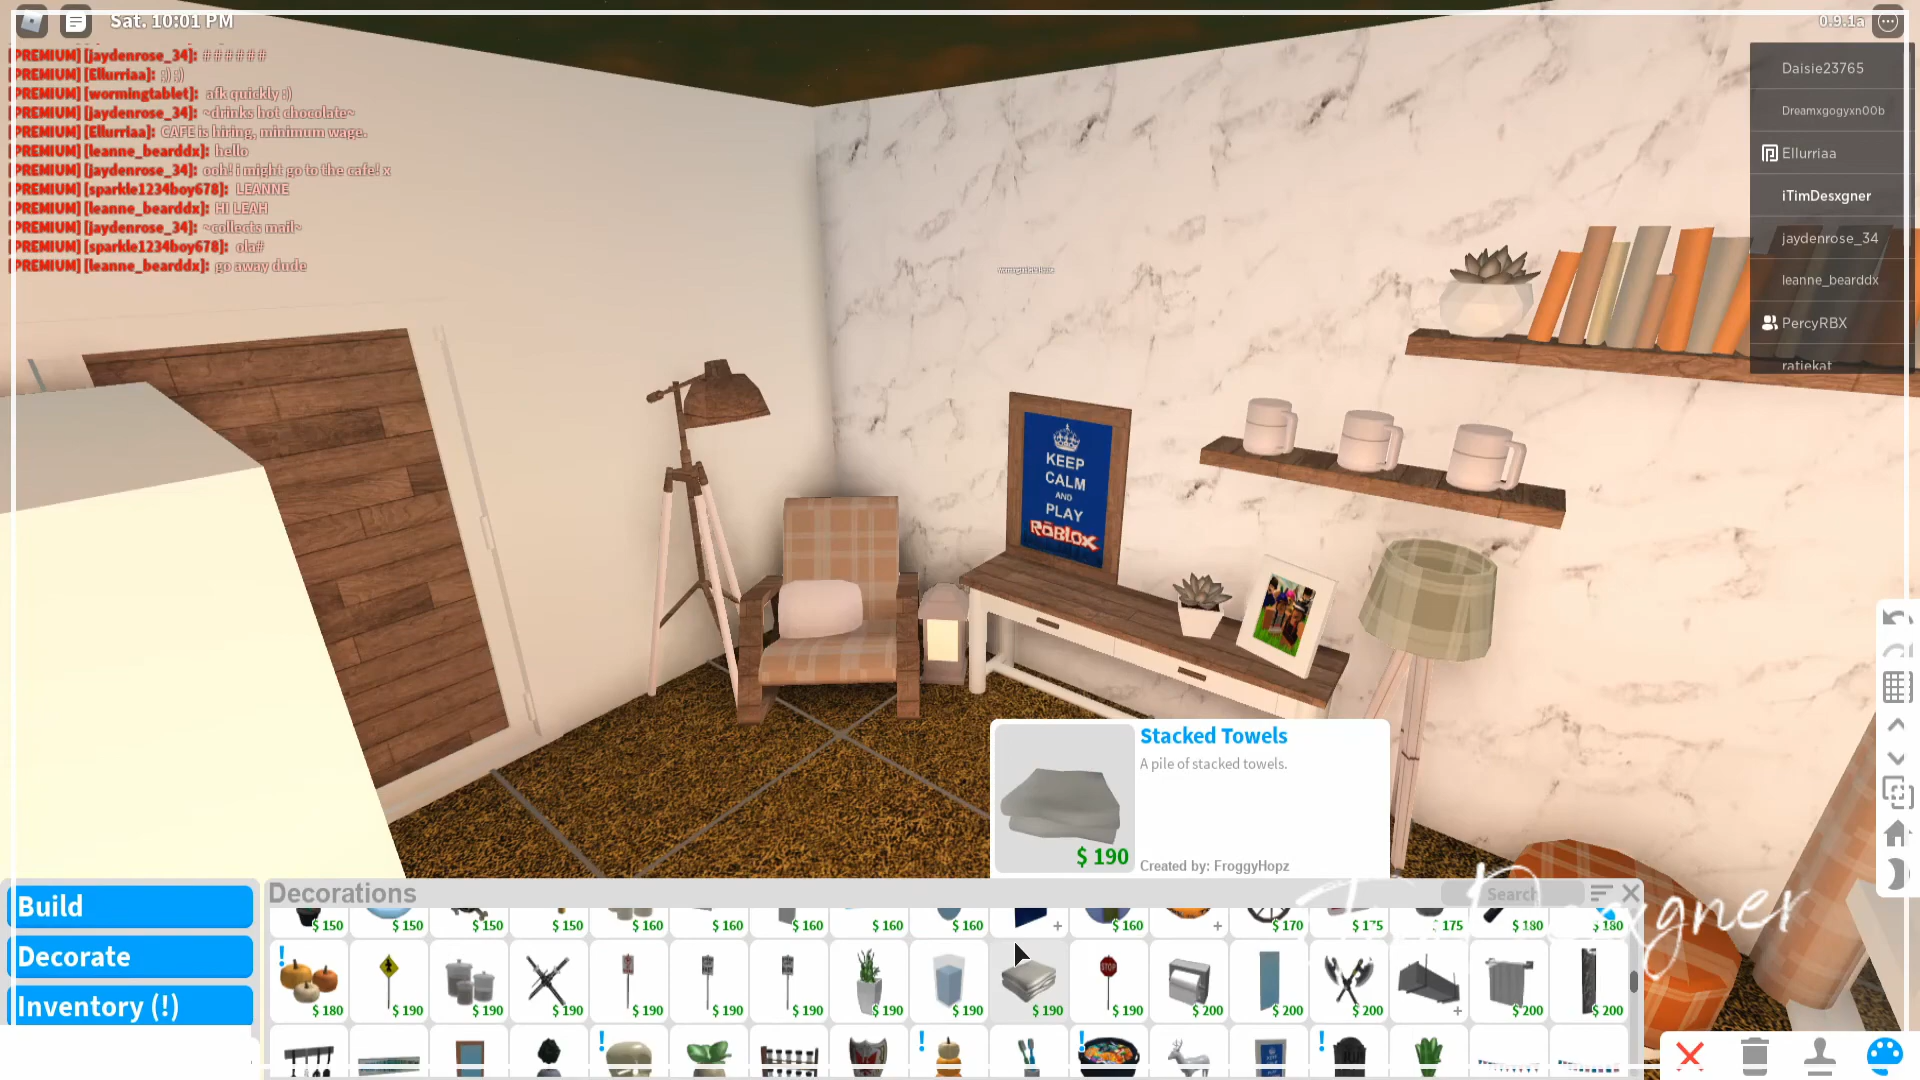 Sat. 10:01 PM
0.9.1a
PREMIUM] [jaydenrose_34]: ######
PREMIUM] [Ellurriaa]: ;) ;)
PREMIUM] [wormingtablet]: afk quickly :)
PREMIUM] [jaydenrose_34]: ~drinks hot chocolate~
PREMIUM] [Ellurriaa]: CAFE is hiring, minimum wage.
PREMIUM] [leanne_bearddx]: hello
PREMIUM] [jaydenrose_34]: ooh! i might go to the cafe! x
PREMIUM] [sparkle1234boy678]: LEANNE
PREMIUM] [leanne_bearddx]: HI LEAH
PREMIUM] [jaydenrose_34]: ~collects mail~
PREMIUM] [sparkle1234boy678]: ola#
PREMIUM] [leanne_bearddx]: go away dude
Daisie23765
Dreamxgogyxn00b
Ellurriaa
iTimDesxgner
jaydenrose_34
leanne_bearddx
PercyRBX
ratiekat
KEEP
CALM
AND
PLAY
ROBLOX
Stacked Towels
A pile of stacked towels.
$ 190
Created by: FroggyHopz
Build
Decorate
Inventory (!)
Decorations
Search
$ 150 $ 150 $ 150 $ 150 $ 160 $ 160 $ 160 $ 160 $ 160 + $ 160 + $ 170 $ 175 $ 175 $ 180 $ 180
! $ 180 $ 190 $ 190 $ 190 $ 190 $ 190 $ 190 $ 190 $ 190 $ 190 $ 190 $ 200 $ 200 $ 200 + $ 200 $ 200
! ! ! !